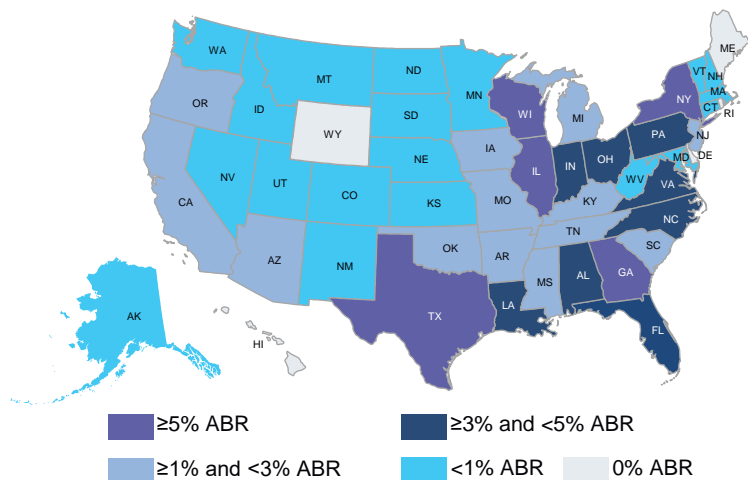 ME
WA
VT
NH
ND
MT
MN
MA
OR
NY
WI
CT
ID
SD
MI
RI
WY
PA
NJ
IA
NE
OH
DE
IN
MD
IL
NV
WV
UT
VA
CO
CA
KS
MO
KY
NC
TN
OK
AZ
AR
SC
NM
MS
AL
GA
LA
TX
AK
FL
HI
≥5% ABR ≥3% and <5% ABR
≥1% and <3% ABR <1% ABR 0% ABR